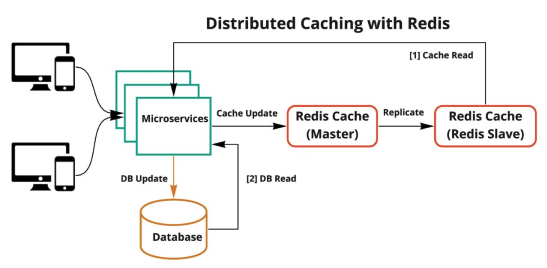 Distributed Caching with Redis
[1] Cache Read
Microservices
Cache Update
Redis Cache
(Master)
Replicate
Redis Cache
(Redis Slave)
DB Update
[2] DB Read
Database